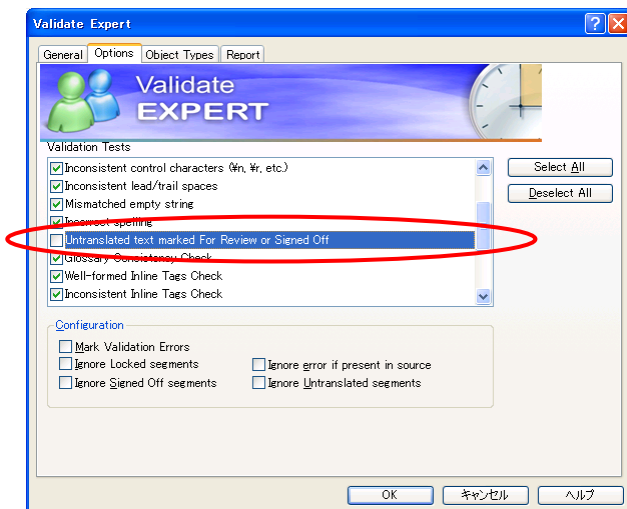 Validate Expert
General Options Object Types Report
Validate
EXPERT
Validation Tests
Inconsistent control characters (¥n, ¥r, etc.)
Inconsistent lead/trail spaces
Mismatched empty string
Incorrect spelling
Untranslated text marked For Review or Signed Off
Glossary Consistency Check
Well-formed Inline Tags Check
Inconsistent Inline Tags Check
Select All
Deselect All
Configuration
Mark Validation Errors
Ignore Locked segments
Ignore error if present in source
Ignore Signed Off segments
Ignore Untranslated segments
OK キャンセル ヘルプ